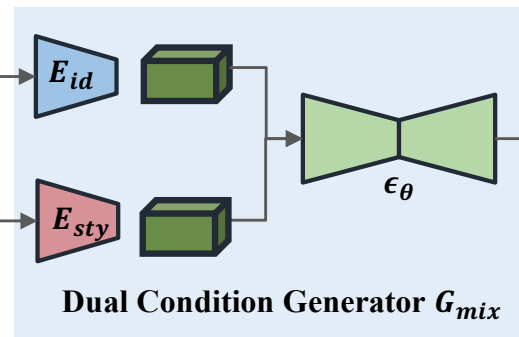 E_id
E_sty
ϵ_θ
Dual Condition Generator G_mix